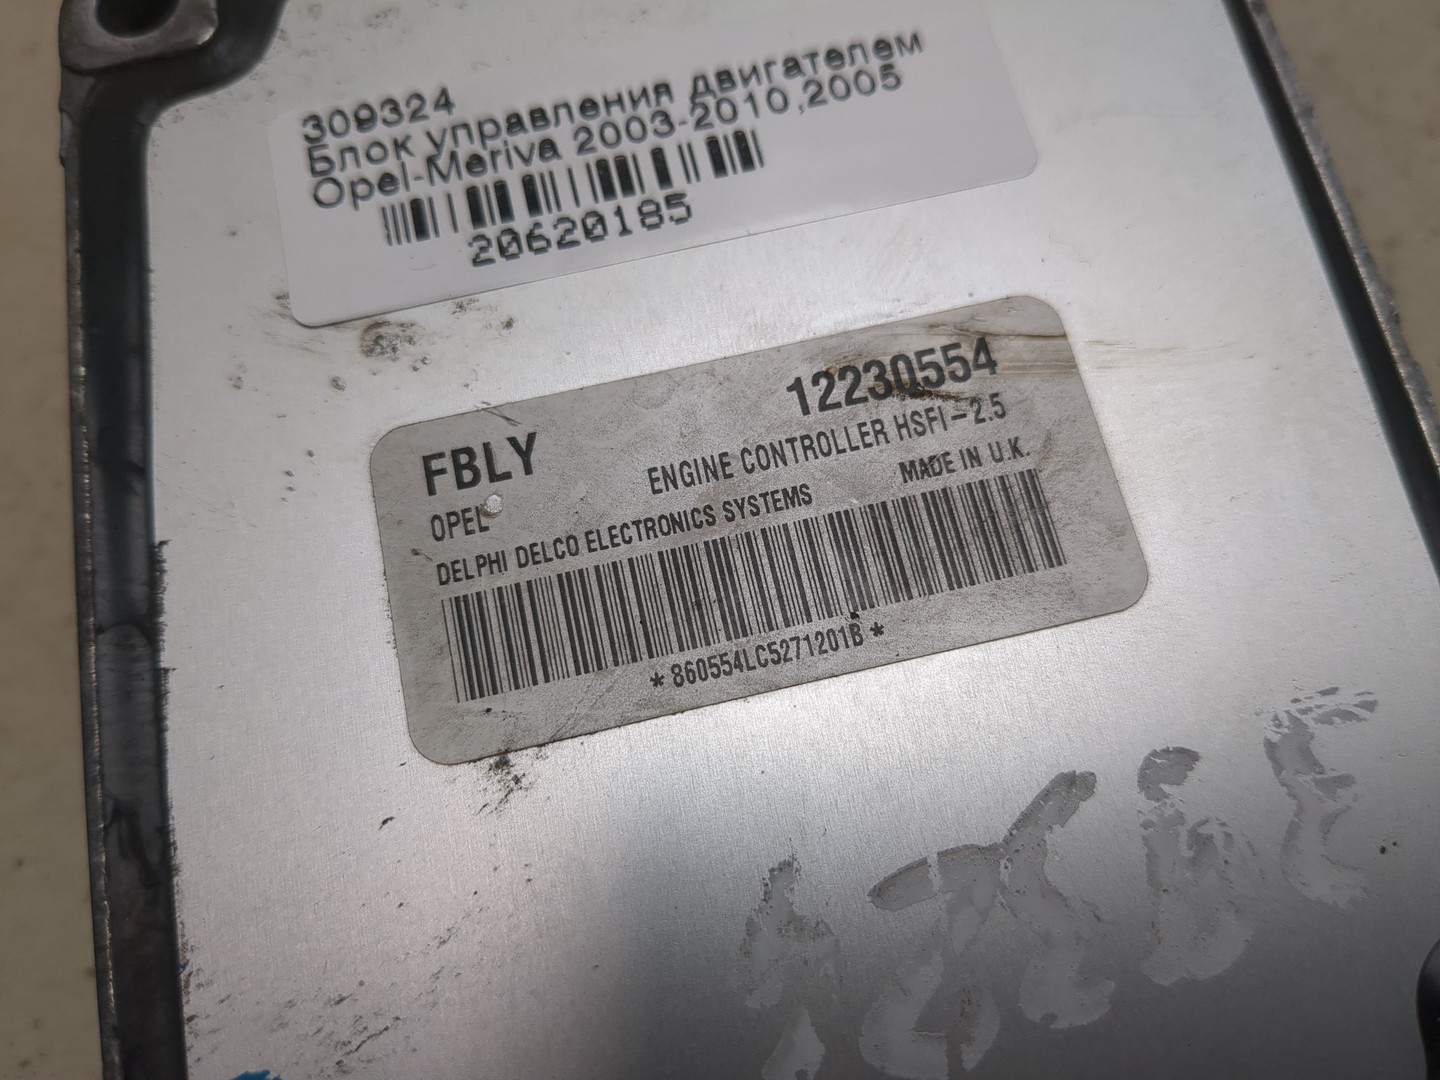 309324
Блок управления двигателем
Opel-Meriva 2003-2010,2005
20620185
12230554
FBLY
ENGINE CONTROLLER HSFI-2.5
OPEL
MADE IN U.K.
DELPHI DELCO ELECTRONICS SYSTEMS
*860554LC5271201B*